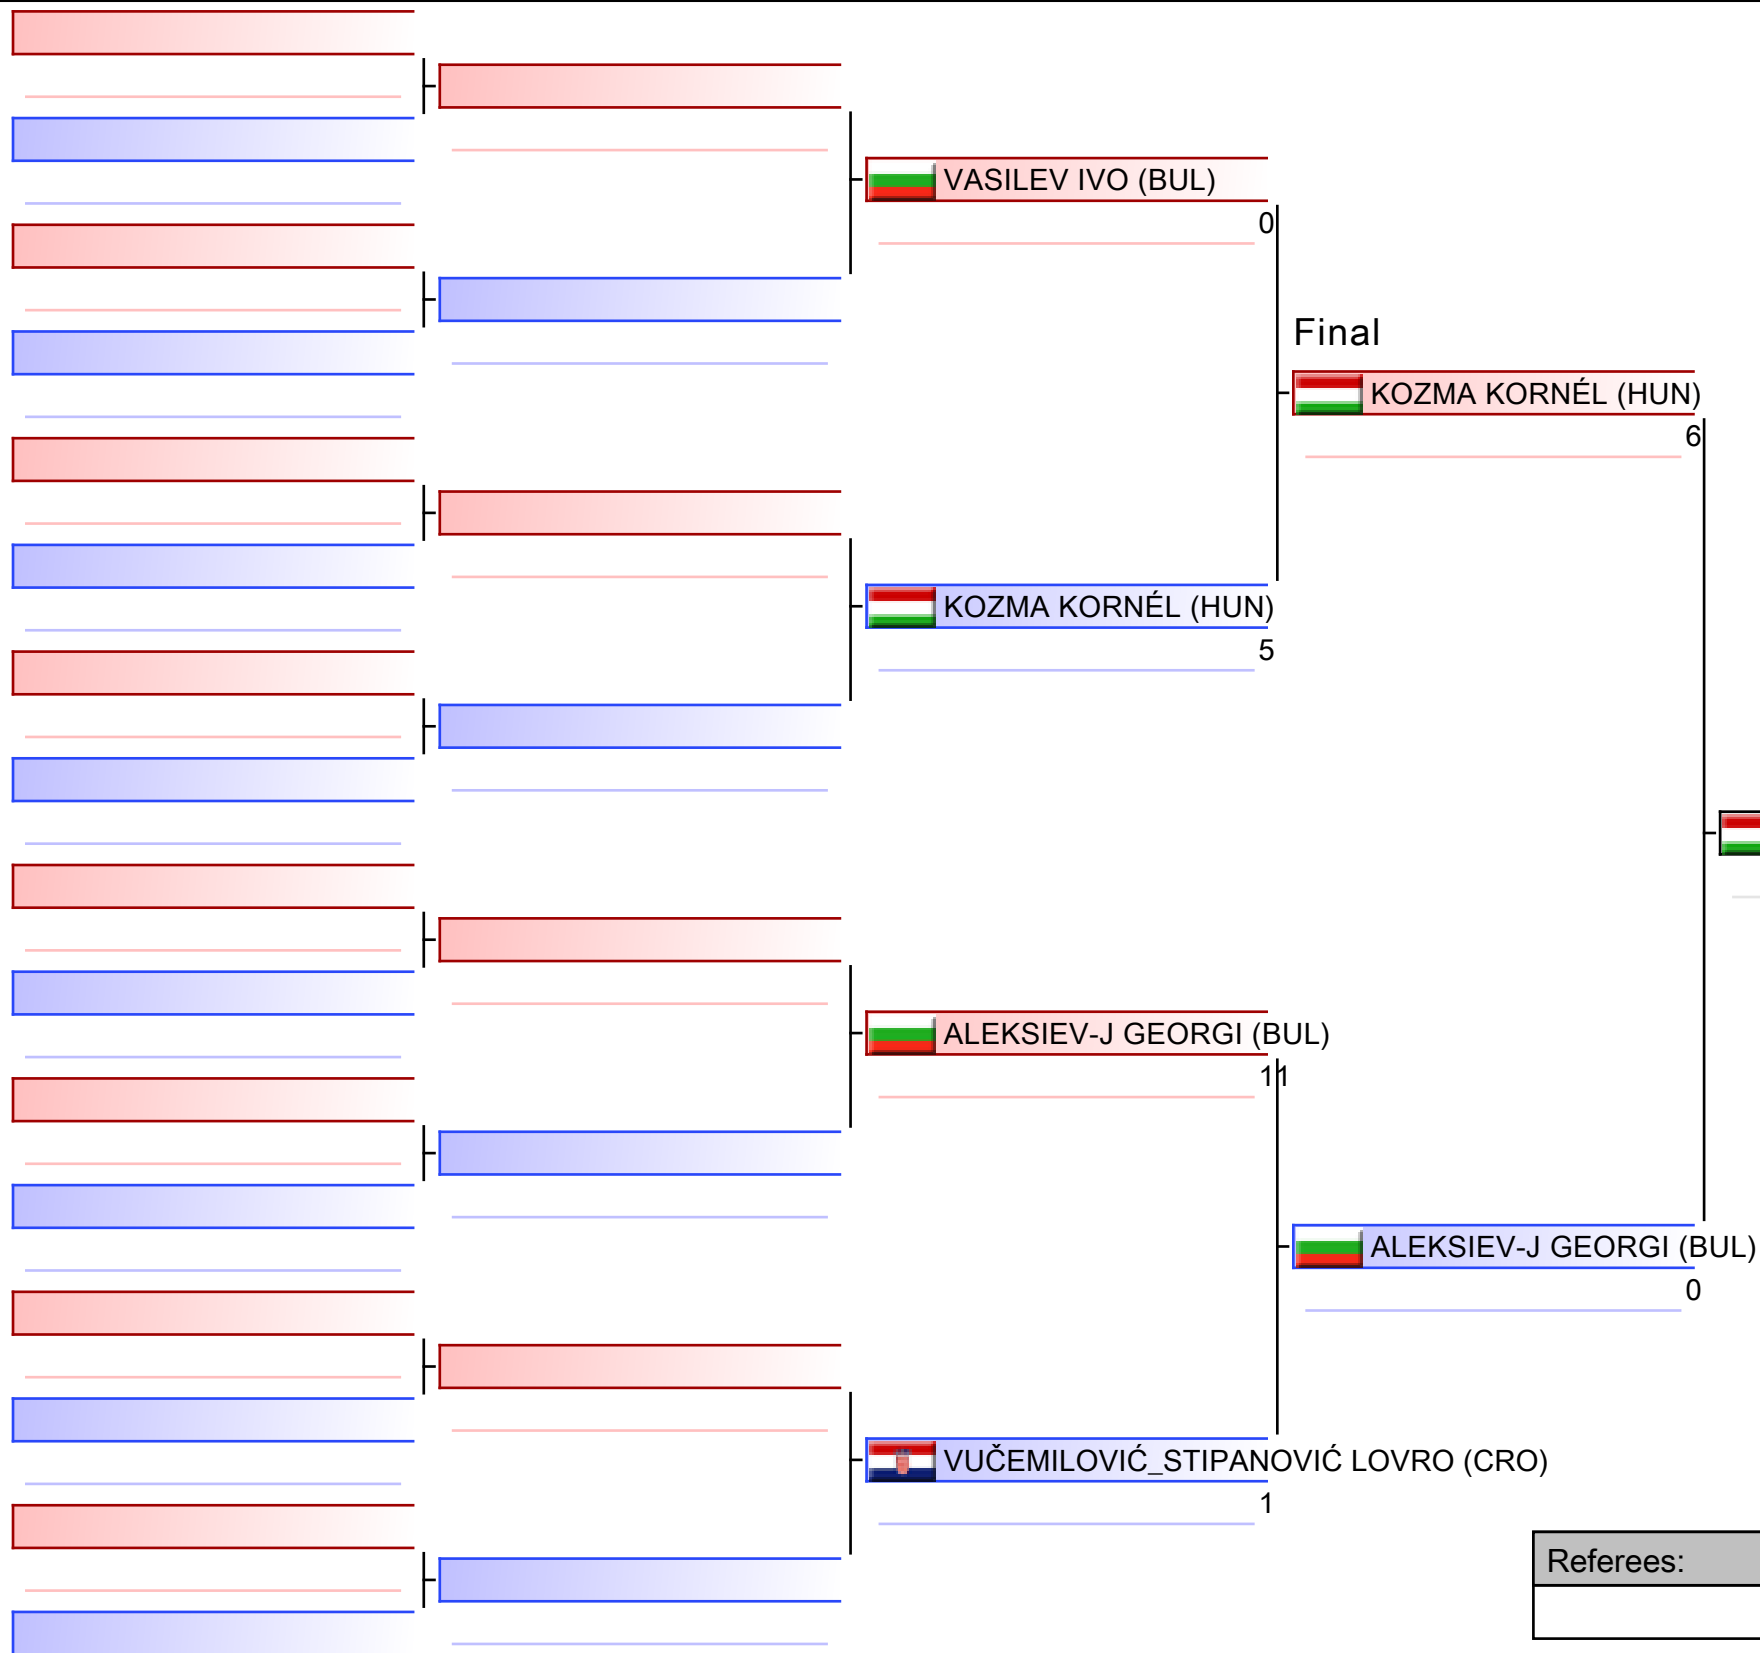 VASILEV IVO (BUL)
0
Final
KOZMA KORNÉL (HUN)
6
KOZMA KORNÉL (HUN)
5
ALEKSIEV-J GEORGI (BUL)
11
ALEKSIEV-J GEORGI (BUL)
0
VUČEMILOVIĆ_STIPANOVIĆ LOVRO (CRO)
1
Referees: